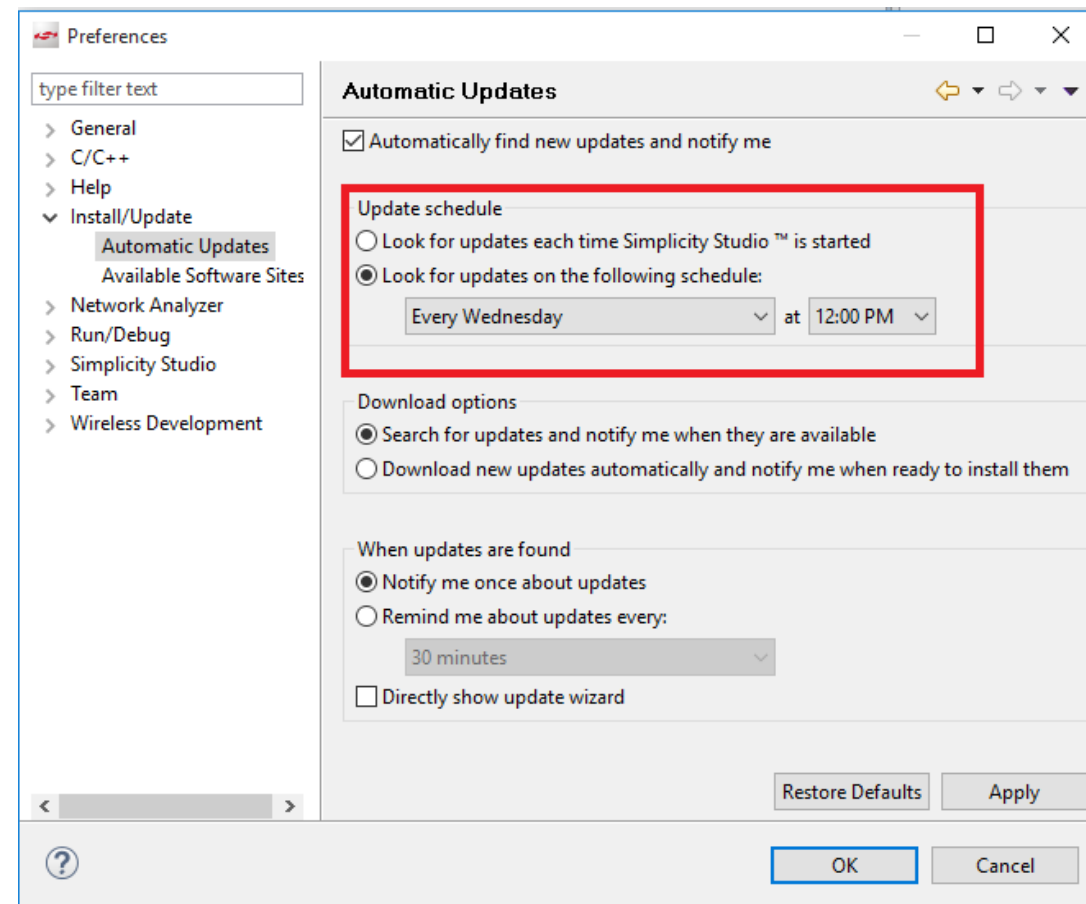 Preferences
type filter text
General
C/C++
Help
Install/Update
Automatic Updates
Available Software Sites
Network Analyzer
Run/Debug
Simplicity Studio
Team
Wireless Development
Automatic Updates
Automatically find new updates and notify me
Update schedule
Look for updates each time Simplicity Studio ™ is started
Look for updates on the following schedule:
Every Wednesday at 12:00 PM
Download options
Search for updates and notify me when they are available
Download new updates automatically and notify me when ready to install them
When updates are found
Notify me once about updates
Remind me about updates every:
30 minutes
Directly show update wizard
Restore Defaults Apply
? OK Cancel